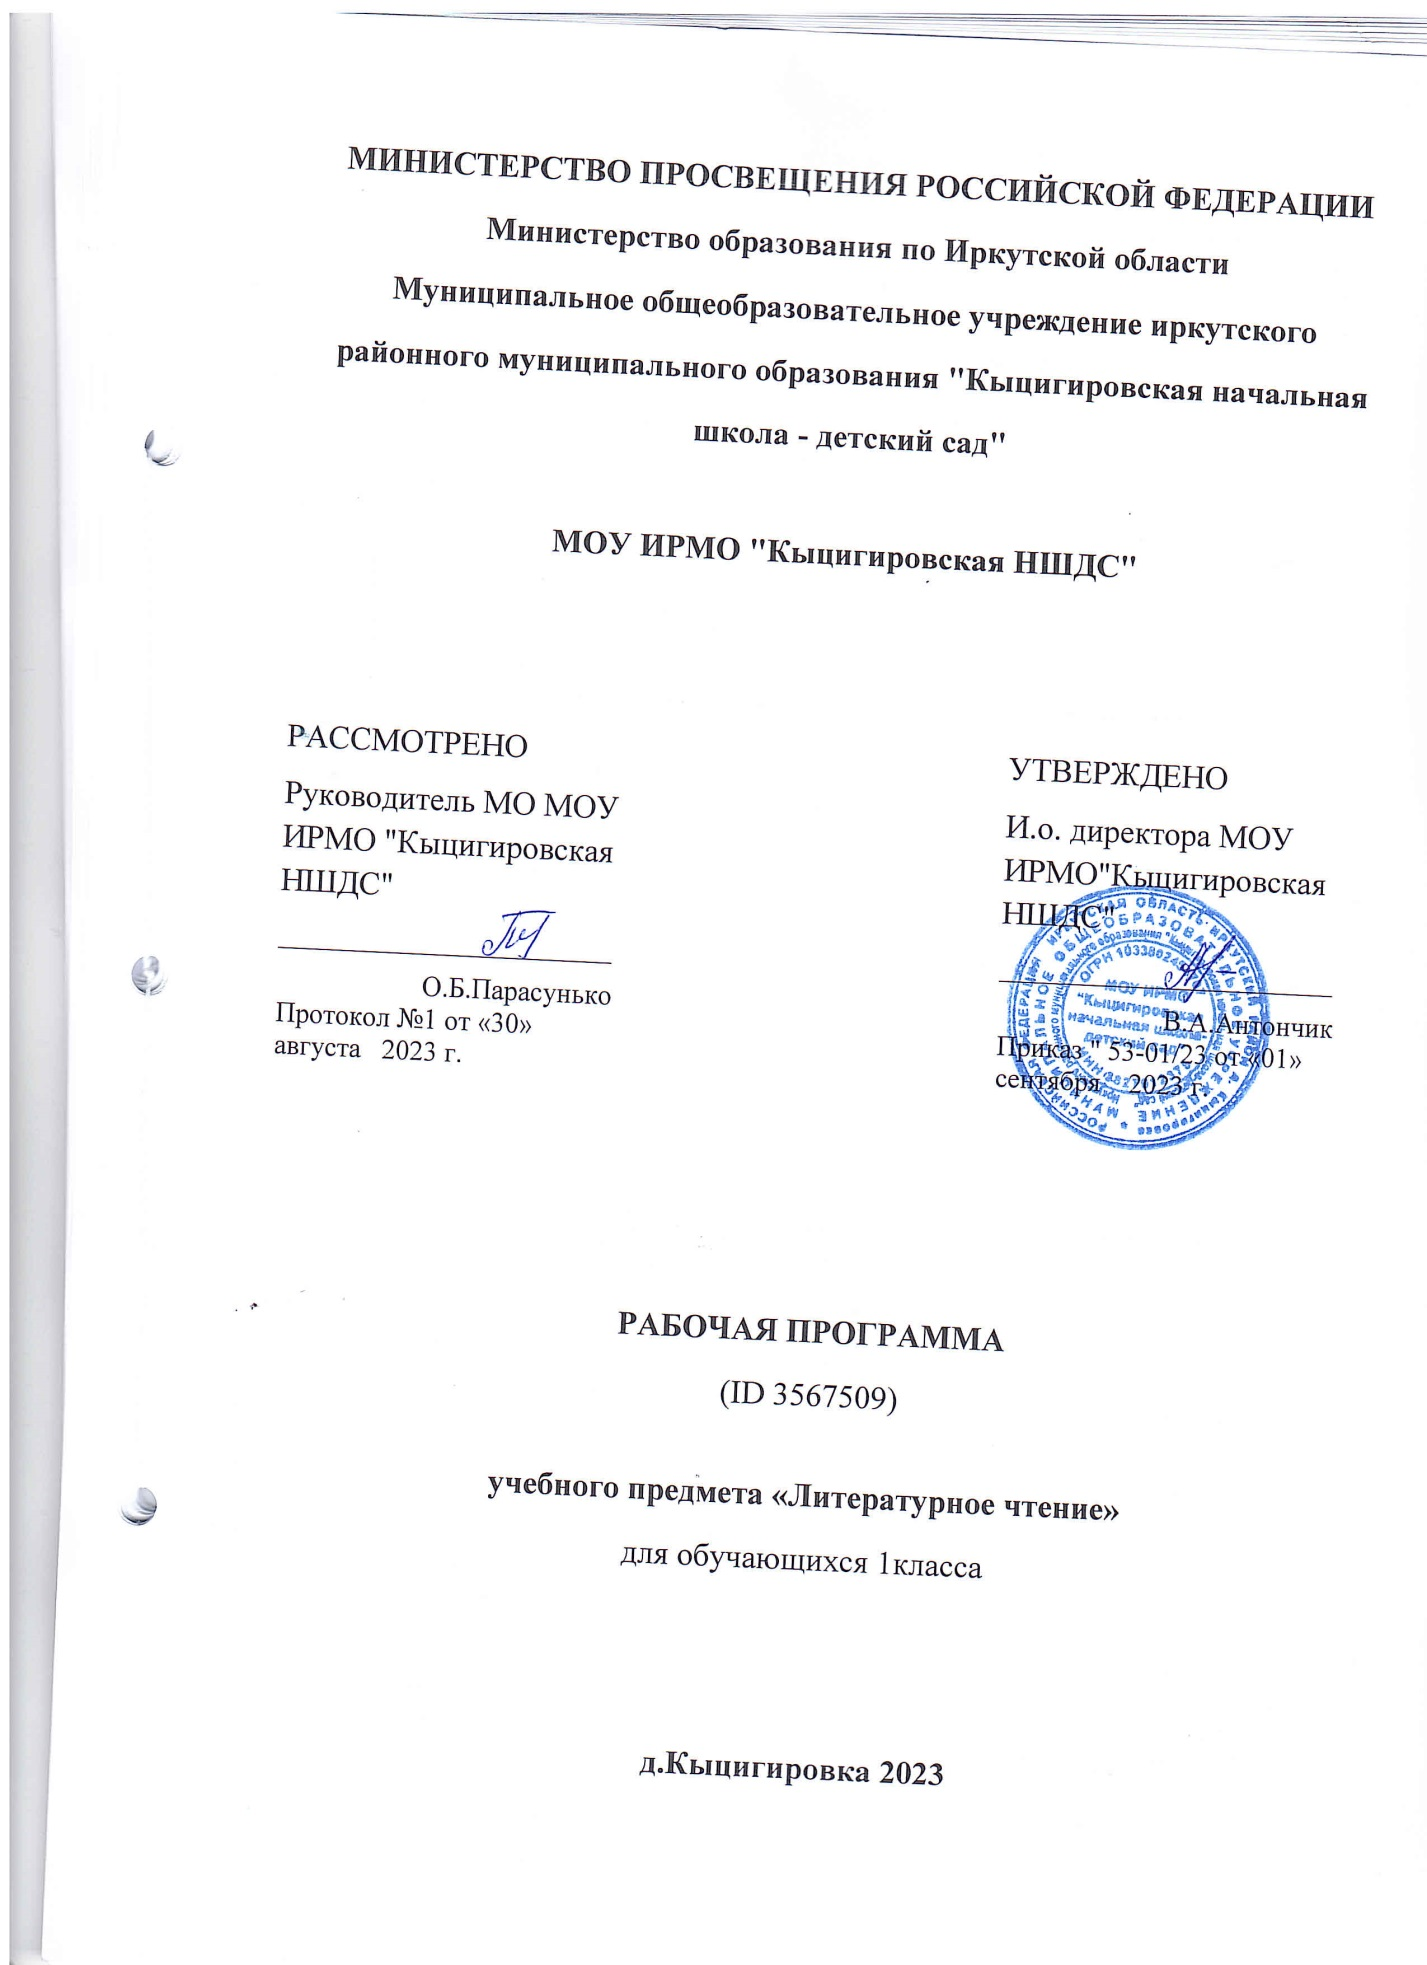 МИНИСТЕРСТВО ПРОСВЕЩЕНИЯ РОССИЙСКОЙ ФЕДЕРАЦИИ
Министерство образования по Иркутской области
Муниципальное общеобразовательное учреждение иркутского
районного муниципального образования "Кыцигировская начальная
школа - детский сад"
МОУ ИРМО "Кыцигировская НШДС"
РАССМОТРЕНО
Руководитель МО МОУ
ИРМО "Кыцигировская
НШДС"
О.Б.Парасунько
Протокол №1 от «30»
августа 2023 г.
УТВЕРЖДЕНО
И.о. директора МОУ
ИРМО"Кыцигировская
НШДС"
В.А.Антончик
Приказ " 53-01/23 от «01»
сентября 2023 г.
МОУ ИРМО
"Кыцигировская
начальная школа-
детский сад"
РАБОЧАЯ ПРОГРАММА
(ID 3567509)
учебного предмета «Литературное чтение»
для обучающихся 1класса
д.Кыцигировка 2023